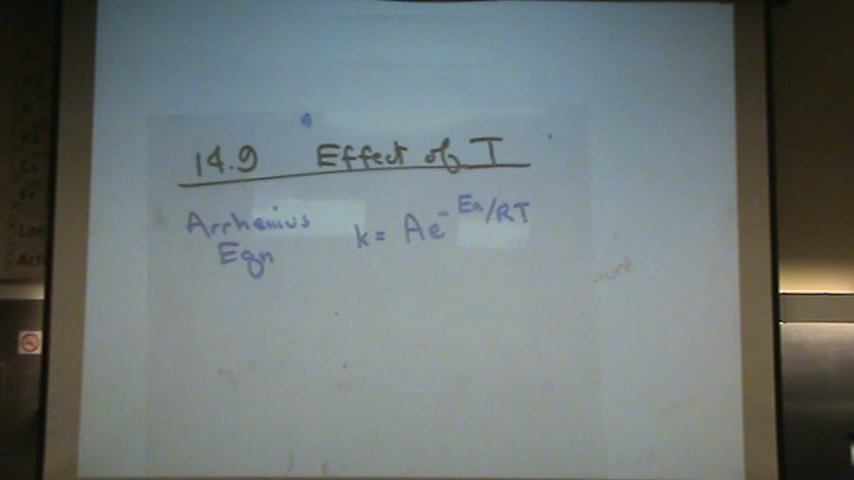 14.9 Effect of T
Arrhenius k = Ae^-Ea/RT
Eqn